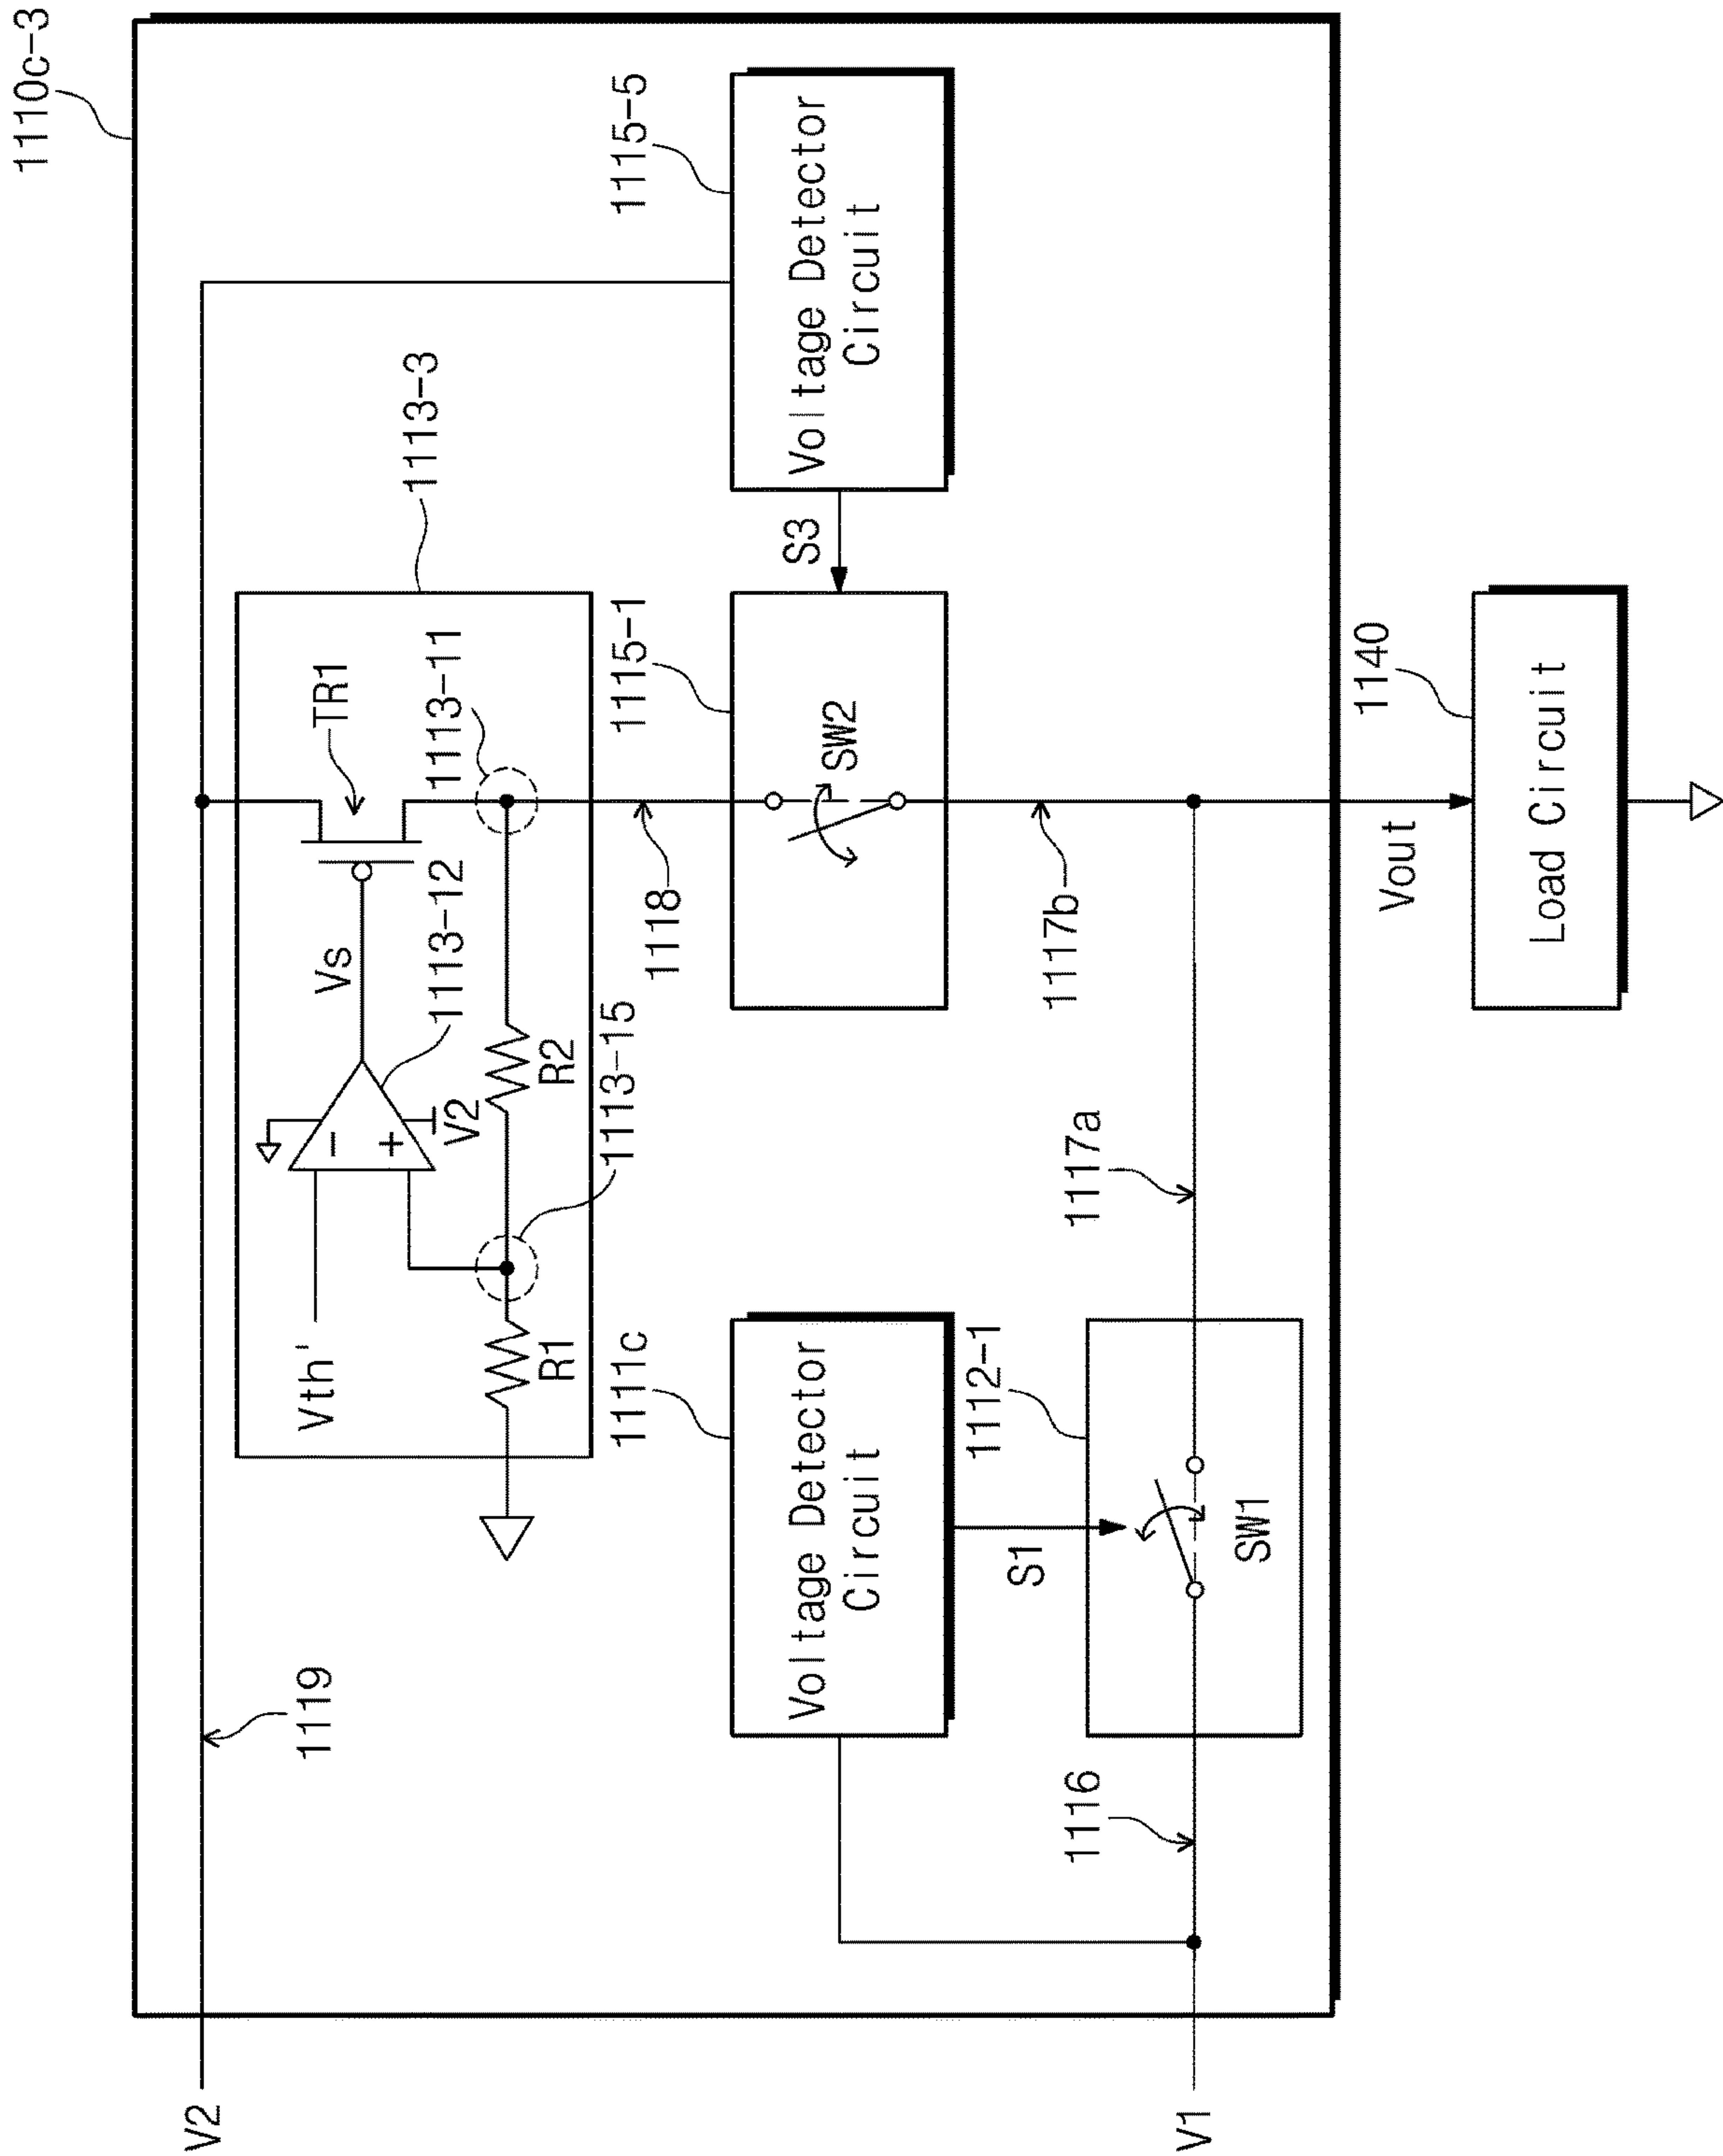 1110c-3
V2
1119
Vth'
Vs
TR1
−
+
1113-3
1113-12
1113-11
V2
R1
R2
1113-15
1111c
1115-1
1115-5
1118
Voltage Detector
Circuit
SW2
S3
Voltage Detector
Circuit
1112-1
S1
1117b
1116
1117a
V1
SW1
1140
Vout
Load Circuit